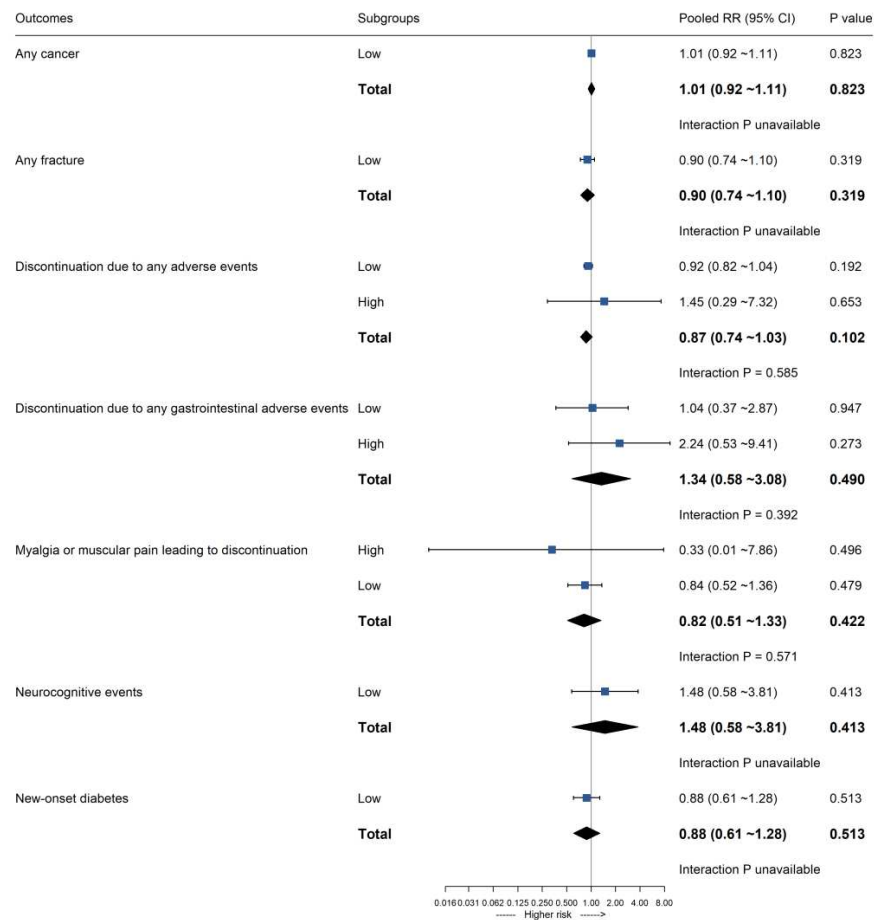 Outcomes Subgroups Pooled RR (95% CI) P value
Any cancer Low 1.01 (0.92 ~1.11) 0.823
Total 1.01 (0.92 ~1.11) 0.823
Interaction P unavailable
Any fracture Low 0.90 (0.74 ~1.10) 0.319
Total 0.90 (0.74 ~1.10) 0.319
Interaction P unavailable
Discontinuation due to any adverse events Low 0.92 (0.82 ~1.04) 0.192
High 1.45 (0.29 ~7.32) 0.653
Total 0.87 (0.74 ~1.03) 0.102
Interaction P = 0.585
Discontinuation due to any gastrointestinal adverse events Low 1.04 (0.37 ~2.87) 0.947
High 2.24 (0.53 ~9.41) 0.273
Total 1.34 (0.58 ~3.08) 0.490
Interaction P = 0.392
Myalgia or muscular pain leading to discontinuation High 0.33 (0.01 ~7.86) 0.496
Low 0.84 (0.52 ~1.36) 0.479
Total 0.82 (0.51 ~1.33) 0.422
Interaction P = 0.571
Neurocognitive events Low 1.48 (0.58 ~3.81) 0.413
Total 1.48 (0.58 ~3.81) 0.413
Interaction P unavailable
New-onset diabetes Low 0.88 (0.61 ~1.28) 0.513
Total 0.88 (0.61 ~1.28) 0.513
Interaction P unavailable
0.016 0.031 0.062 0.125 0.250 0.500 1.00 2.00 4.00 8.00
------ Higher risk ------>